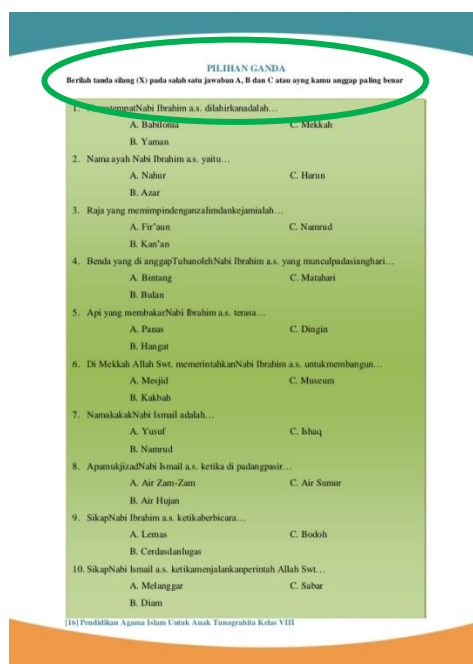 PILIHAN GANDA
Berilah tanda silang (X) pada salah satu jawaban A, B dan C atau ayng kamu anggap paling benar
1. dilahirkanadalah…
A. Babilonia C. Mekkah
B. Yaman
2. Nama ayah Nabi Ibrahim a.s. yaitu…
A. Nahur C. Harun
B. Azar
3. Raja yang memimpindenganzalimdankejamialah…
A. Fir'aun C. Namrud
B. Kan'an
4. Benda yang di anggapTuhanolehNabi Ibrahim a.s. yang munculpadasianghari…
A. Bintang C. Matahari
B. Bulan
5. Api yang membakarNabi Ibrahim a.s. terasa…
A. Panas C. Dingin
B. Hangat
6. Di Mekkah Allah Swt. memerintahkanNabi Ibrahim a.s. untukmembangun…
A. Mesjid C. Museum
B. Kakbah
7. NamakakakNabi Ismail adalah…
A. Yusuf C. Ishaq
B. Namrud
8. ApamukjizadNabi Ismail a.s. ketika di padangpasir…
A. Air Zam-Zam C. Air Sumur
B. Air Hujan
9. SikapNabi Ibrahim a.s. ketikaberbicara…
A. Lemas C. Bodoh
B. Cerdasdanlugas
10. SikapNabi Ismail a.s. ketikamenjalankanperintah Allah Swt…
A. Melanggar C. Sabar
B. Diam
[16] Pendidikan Agama Islam Untuk Anak Tunagrahita Kelas VIII